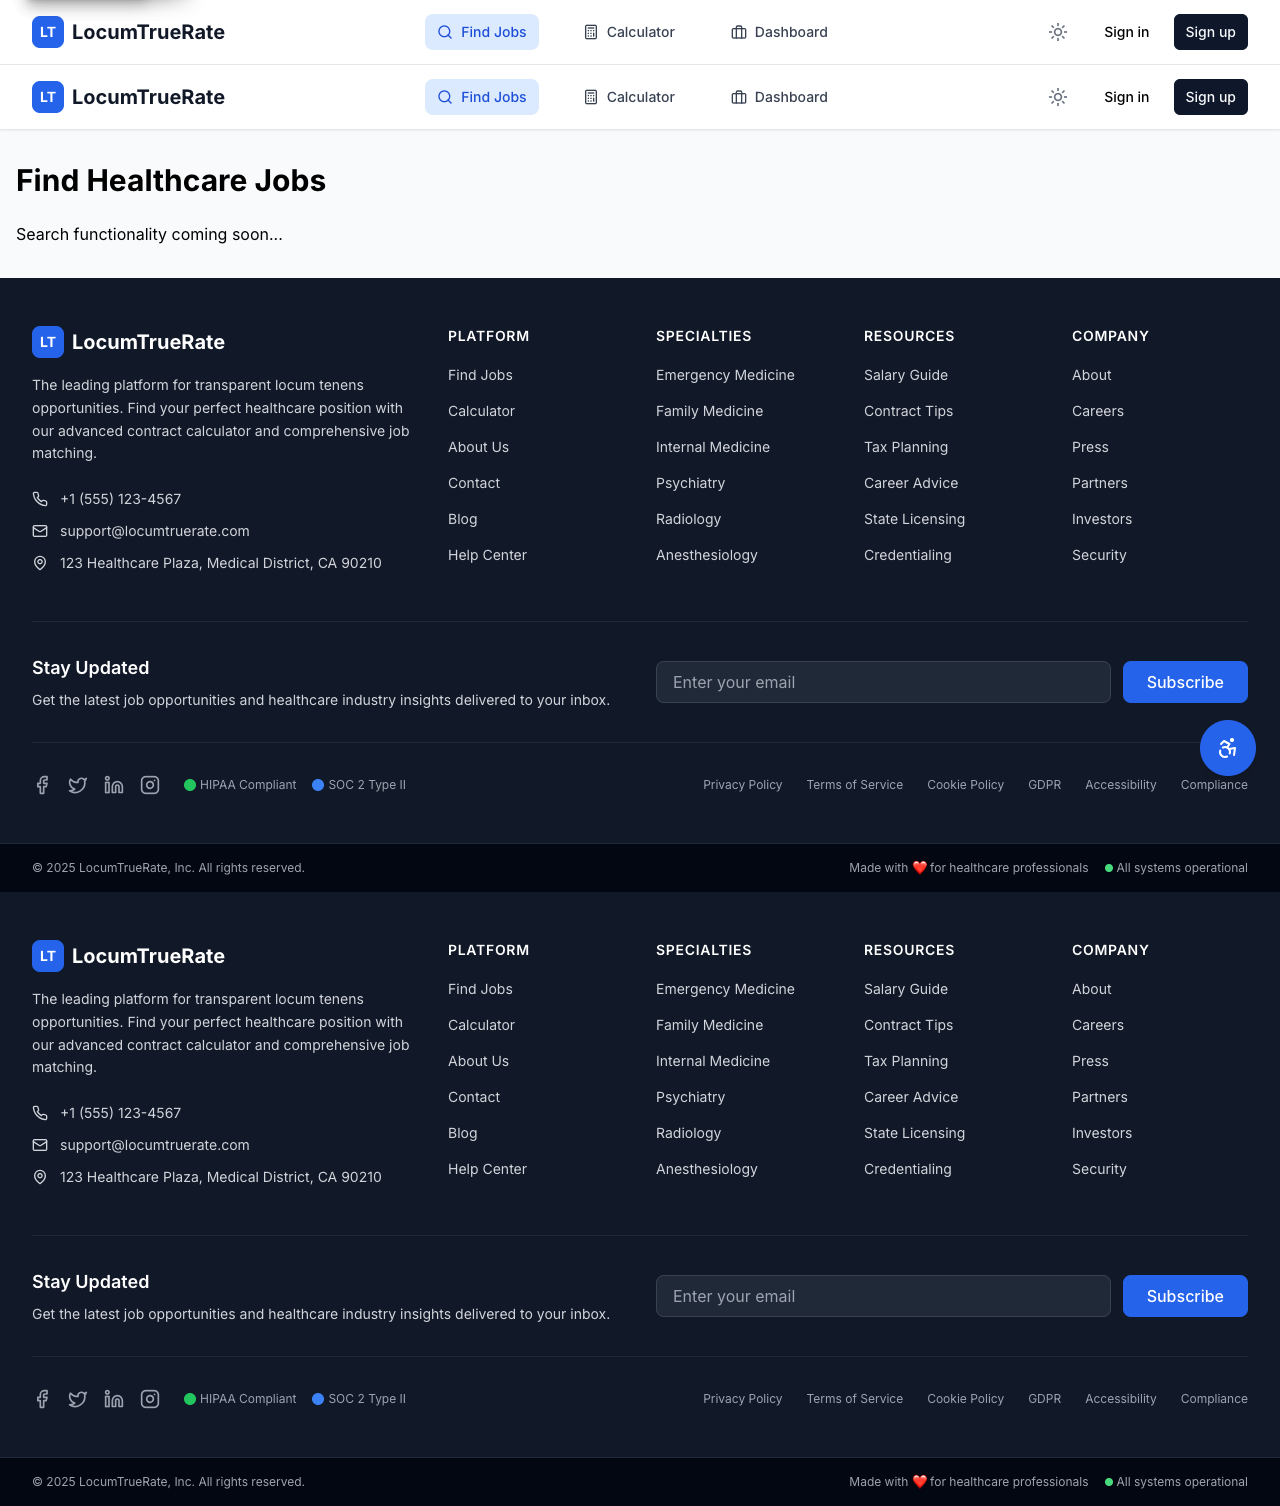 LT LocumTrueRate Find Jobs Calculator Dashboard Sign in Sign up
LT LocumTrueRate Find Jobs Calculator Dashboard Sign in Sign up
Find Healthcare Jobs
Search functionality coming soon...
LT LocumTrueRate
The leading platform for transparent locum tenens
opportunities. Find your perfect healthcare position with
our advanced contract calculator and comprehensive job
matching.
+1 (555) 123-4567
support@locumtruerate.com
123 Healthcare Plaza, Medical District, CA 90210
PLATFORM
Find Jobs
Calculator
About Us
Contact
Blog
Help Center
SPECIALTIES
Emergency Medicine
Family Medicine
Internal Medicine
Psychiatry
Radiology
Anesthesiology
RESOURCES
Salary Guide
Contract Tips
Tax Planning
Career Advice
State Licensing
Credentialing
COMPANY
About
Careers
Press
Partners
Investors
Security
Stay Updated
Get the latest job opportunities and healthcare industry insights delivered to your inbox.
Enter your email Subscribe
HIPAA Compliant SOC 2 Type II Privacy Policy Terms of Service Cookie Policy GDPR Accessibility Compliance
© 2025 LocumTrueRate, Inc. All rights reserved. Made with ❤️ for healthcare professionals All systems operational
LT LocumTrueRate
The leading platform for transparent locum tenens
opportunities. Find your perfect healthcare position with
our advanced contract calculator and comprehensive job
matching.
+1 (555) 123-4567
support@locumtruerate.com
123 Healthcare Plaza, Medical District, CA 90210
PLATFORM
Find Jobs
Calculator
About Us
Contact
Blog
Help Center
SPECIALTIES
Emergency Medicine
Family Medicine
Internal Medicine
Psychiatry
Radiology
Anesthesiology
RESOURCES
Salary Guide
Contract Tips
Tax Planning
Career Advice
State Licensing
Credentialing
COMPANY
About
Careers
Press
Partners
Investors
Security
Stay Updated
Get the latest job opportunities and healthcare industry insights delivered to your inbox.
Enter your email Subscribe
HIPAA Compliant SOC 2 Type II Privacy Policy Terms of Service Cookie Policy GDPR Accessibility Compliance
© 2025 LocumTrueRate, Inc. All rights reserved. Made with ❤️ for healthcare professionals All systems operational